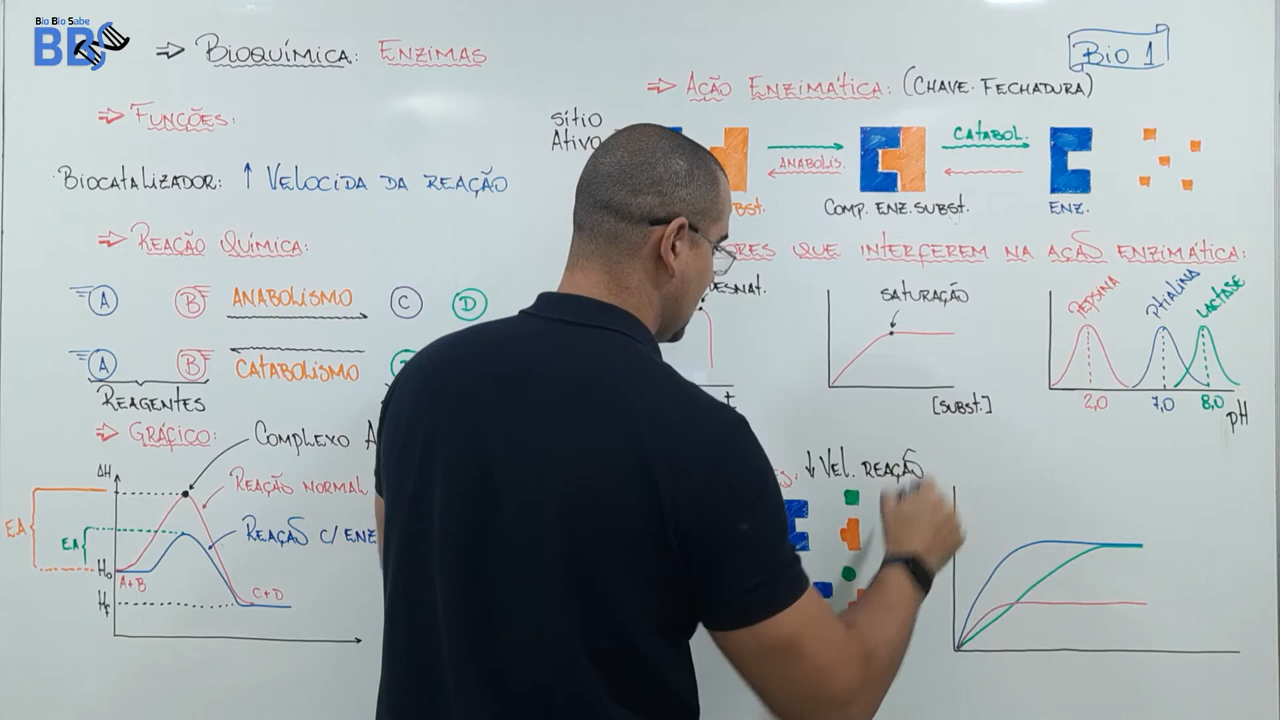 Bio Bio Sabe
BBS
⇒ Bioquímica: Enzimas
Bio 1
⇒ Funções:
Biocatalizador: ↑ Velocida da reação
⇒ Reação Química:
A B Anabolismo C D
A B Catabolismo
Reagentes
⇒ Gráfico:
Complexo A
Reação normal
Reação c/ enz
ΔH
EA
EA
H₀
A+B
C+D
Hf
⇒ Ação Enzimática: (Chave-Fechadura)
Sítio
Ativo
Anabolis.
Catabol.
bst.
Comp. Enz. Subst.
Enz.
res que interferem na ação enzimática:
Desnat.
t
Saturação
[Subst.]
Pepsina
Ptialina
Lactase
2,0
7,0
8,0
pH
↓ Vel. reação